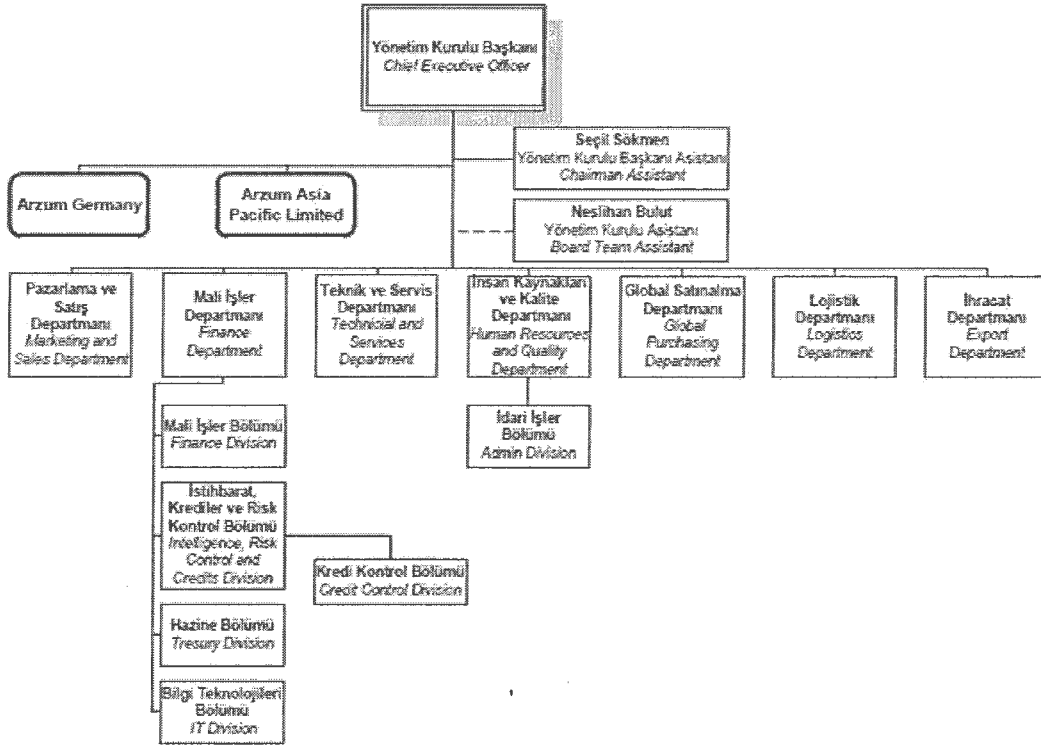 Yönetim Kurulu Başkanı
Chief Executive Officer
Seçil Sökmen
Yönetim Kurulu Başkanı Asistanı
Chairman Assistant
Arzum Germany
Arzum Asia
Pacific Limited
Neslihan Bulut
Yönetim Kurulu Asistanı
Board Team Assistant
Pazarlama ve
Satış
Departmanı
Marketing and
Sales Department
Mali İşler
Departmanı
Finance
Department
Teknik ve Servis
Departmanı
Technicial and
Services
Department
İnsan Kaynakları
ve Kalite
Departmanı
Human Resources
and Quality
Department
Global Satınalma
Departmanı
Global
Purchasing
Department
Lojistik
Departmanı
Logistics
Department
İhracat
Departmanı
Export
Department
Mali İşler Bölümü
Finance Division
İdari İşler
Bölümü
Admin Division
İstihbarat,
Krediler ve Risk
Kontrol Bölümü
Intelligence, Risk
Control and
Credits Division
Kredi Kontrol Bölümü
Credit Control Division
Hazine Bölümü
Tresury Division
Bilgi Teknolojileri
Bölümü
IT Division